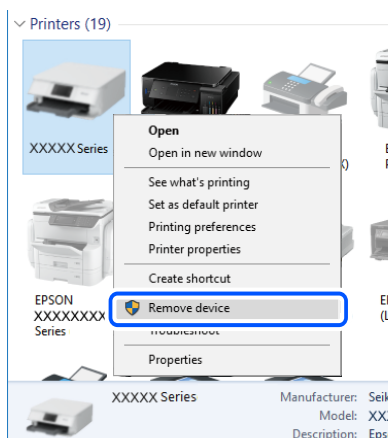 Printers (19)
XXXXX Series
Open
Open in new window
See what's printing
Set as default printer
Printing preferences
Printer properties
Create shortcut
Remove device
Troubleshoot
Properties
EPSON
XXXXXXXX
Series
XXXXX Series
Manufacturer:
Model:
Description: